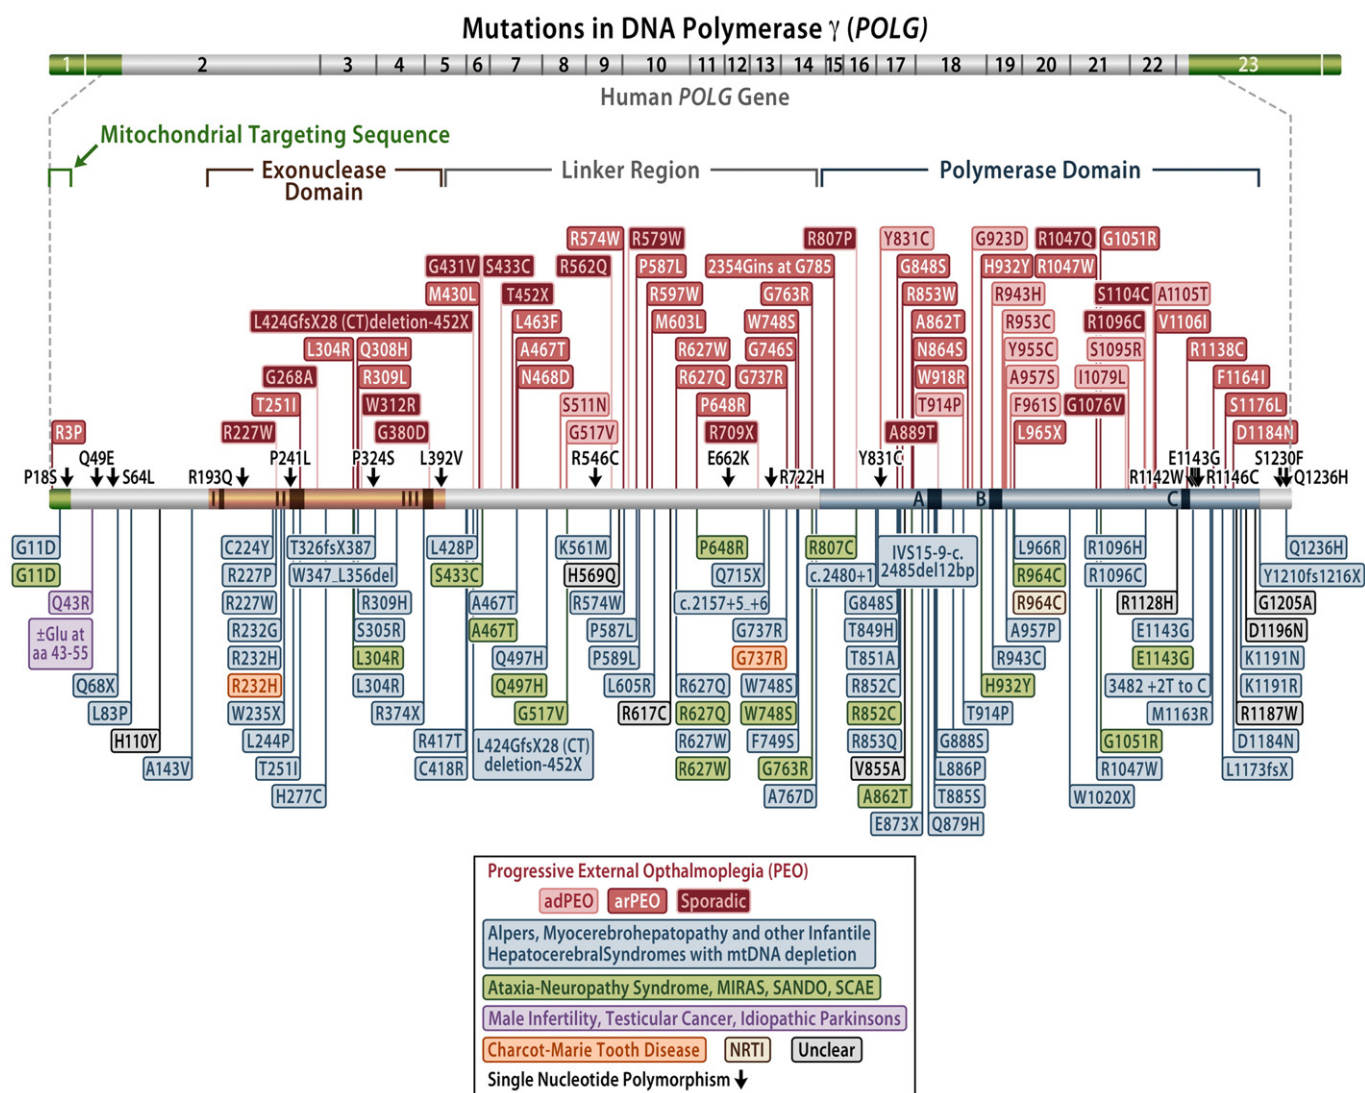 Mutations in DNA Polymerase γ (POLG)
1 2 3 4 5 6 7 8 9 10 11 12 13 14 15 16 17 18 19 20 21 22 23
Human POLG Gene
Mitochondrial Targeting Sequence
Exonuclease Domain
Linker Region
Polymerase Domain
R574W R579W R807P Y831C G923D R1047Q G1051R
G431V S433C R562Q P587L 2354Gins at G785 G848S H932Y R1047W
M430L T452X R597W G763R R853W R943H S1104C A1105T
L424GfsX28 (CT)deletion-452X L463F M603L W748S A862T R953C R1096C V1106I
L304R Q308H A467T R627W G746S N864S Y955C S1095R R1138C
G268A R309L N468D R627Q G737R W918R A957S I1079L F1164I
T251I W312R S511N P648R T914P F961S G1076V S1176L
R3P R227W G380D G517V R709X A889T L965X D1184N
Q49E P241L P324S L392V R546C E662K Y831C E1143G S1230F
P18S S64L R193Q R722H R1142W R1146C Q1236H
I II III A B C
G11D C224Y T326fsX387 L428P K561M P648R R807C IVS15-9-c. L966R R1096H Q1236H
2485del12bp
G11D R227P W347_L356del S433C H569Q Q715X c.2480+1 R964C R1096C Y1210fs1216X
Q43R R227W R309H A467T R574W c.2157+5_+6 G848S R964C R1128H G1205A
±Glu at
aa 43-55
R232G S305R A467T P587L G737R T849H A957P E1143G D1196N
R232H L304R Q497H P589L G737R T851A R943C E1143G K1191N
Q68X R232H L304R Q497H L605R R627Q W748S R852C H932Y 3482 +2T to C K1191R
L83P W235X R374X G517V R617C R627Q W748S R852C T914P M1163R R1187W
H110Y L244P R417T L424GfsX28 (CT)
deletion-452X
R627W F749S R853Q G888S G1051R D1184N
A143V T251I C418R R627W G763R V855A L886P R1047W L1173fsX
H277C A767D A862T T885S W1020X
E873X Q879H
Progressive External Opthalmoplegia (PEO)
adPEO arPEO Sporadic
Alpers, Myocerebrohepatopathy and other Infantile
HepatocerebralSyndromes with mtDNA depletion
Ataxia-Neuropathy Syndrome, MIRAS, SANDO, SCAE
Male Infertility, Testicular Cancer, Idiopathic Parkinsons
Charcot-Marie Tooth Disease NRTI Unclear
Single Nucleotide Polymorphism